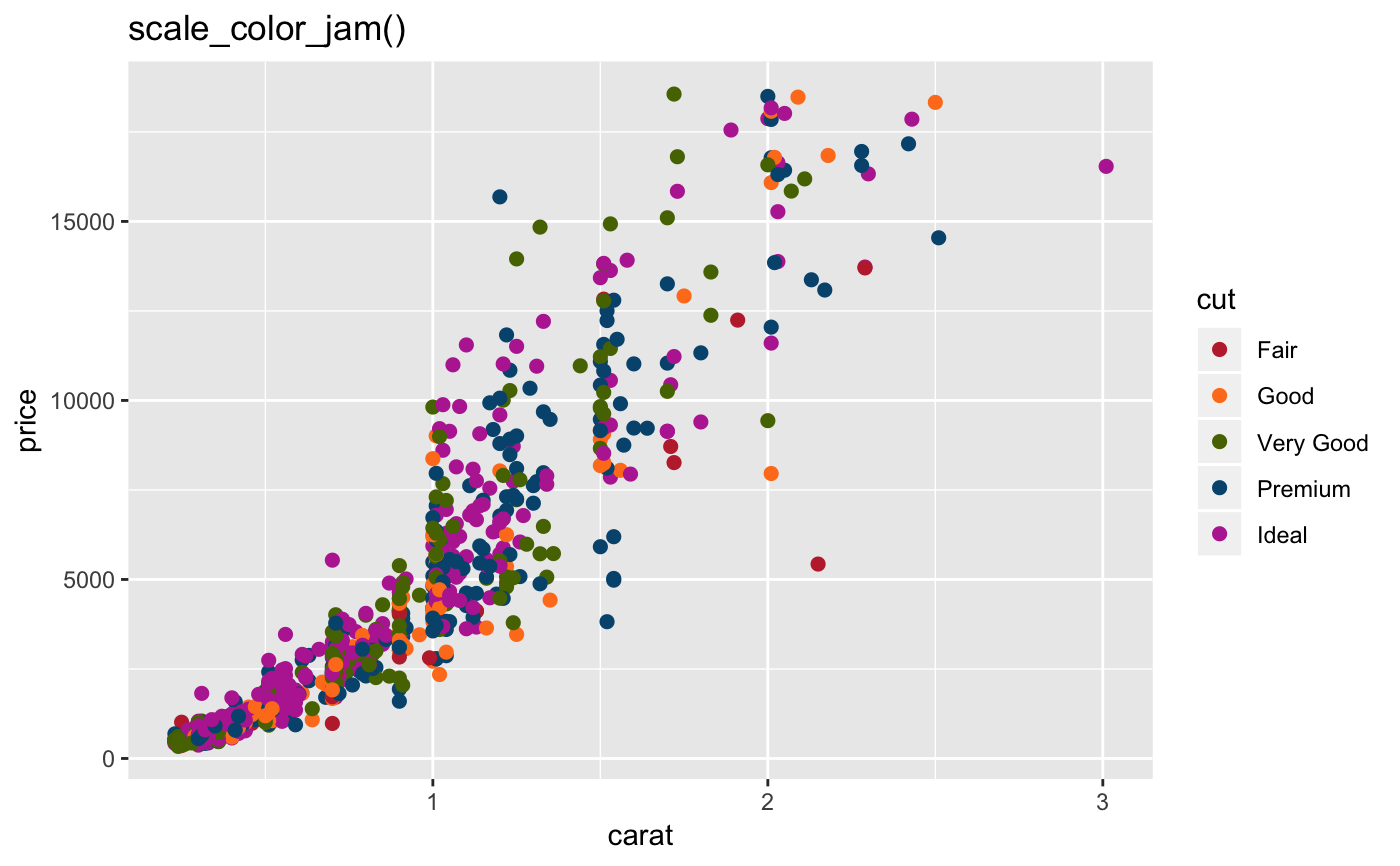 scale_color_jam()
price
15000
10000
5000
0
1
2
3
carat
cut
Fair
Good
Very Good
Premium
Ideal